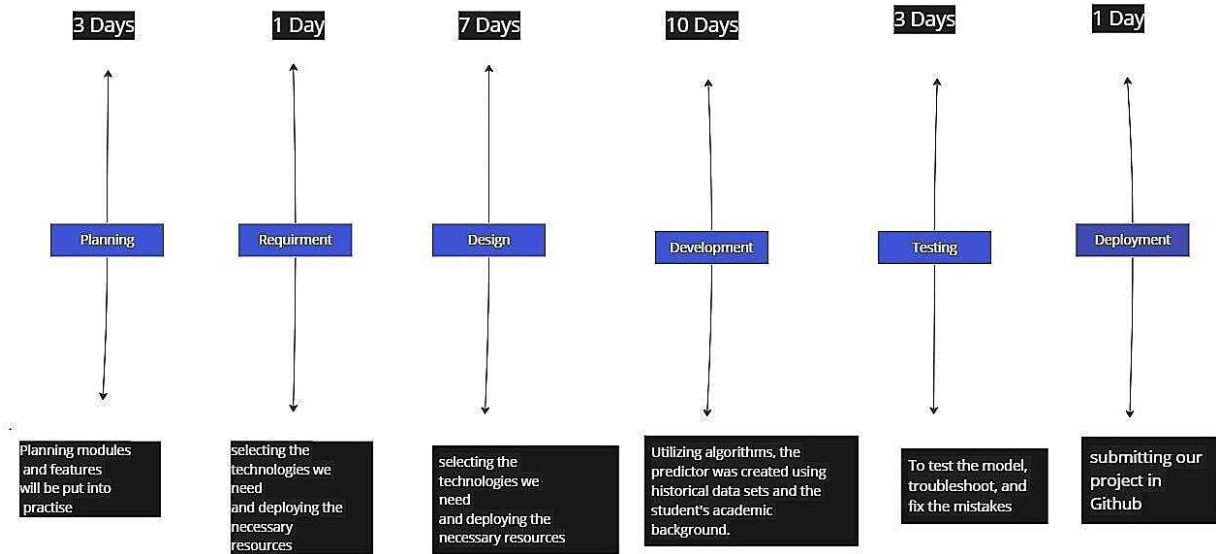 3 Days
1 Day
7 Days
10 Days
3 Days
1 Day
Planning
Requirment
Design
Development
Testing
Deployment
Planning modules
and features
will be put into
practise
selecting the
technologies we
need
and deploying the
necessary
resources
selecting the
technologies we
need
and deploying the
necessary resources
Utilizing algorithms, the
predictor was created using
historical data sets and the
student's academic
background.
To test the model,
troubleshoot, and
fix the mistakes
submitting our
project in
Github